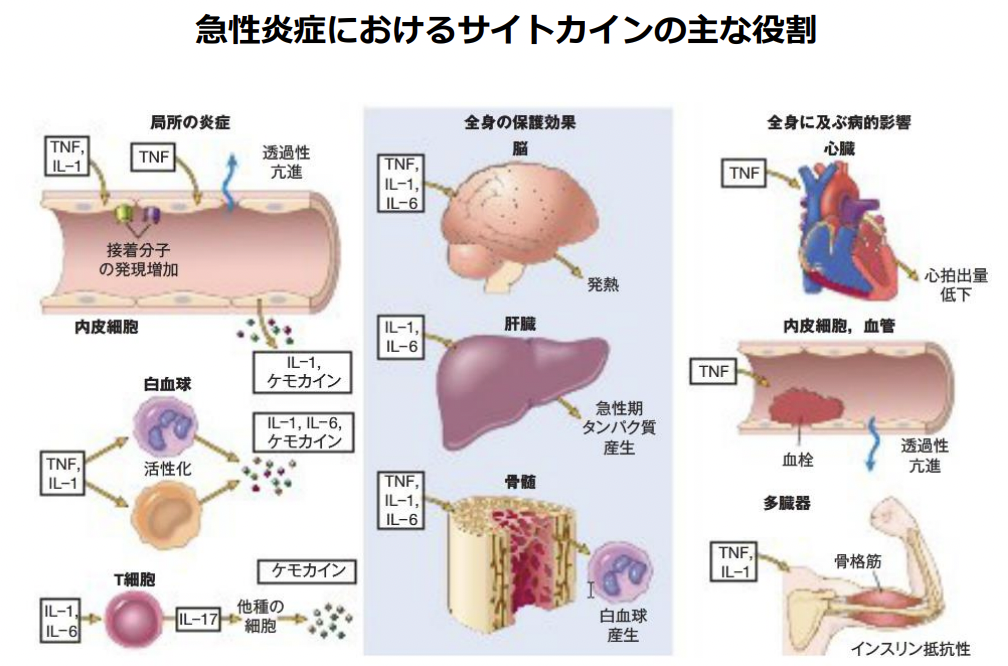 急性炎症におけるサイトカインの主な役割
局所の炎症
TNF,
IL-1
TNF
透過性
亢進
接着分子
の発現増加
内皮細胞
IL-1,
ケモカイン
白血球
TNF,
IL-1
活性化
IL-1, IL-6,
ケモカイン
T細胞
IL-1,
IL-6
IL-17
他種の
細胞
ケモカイン
全身の保護効果
脳
TNF,
IL-1,
IL-6
発熱
肝臓
IL-1,
IL-6
急性期
タンパク質
産生
骨髄
TNF,
IL-1,
IL-6
白血球
産生
全身に及ぶ病的影響
心臓
TNF
心拍出量
低下
内皮細胞，血管
TNF
血栓
透過性
亢進
多臓器
TNF,
IL-1
骨格筋
インスリン抵抗性